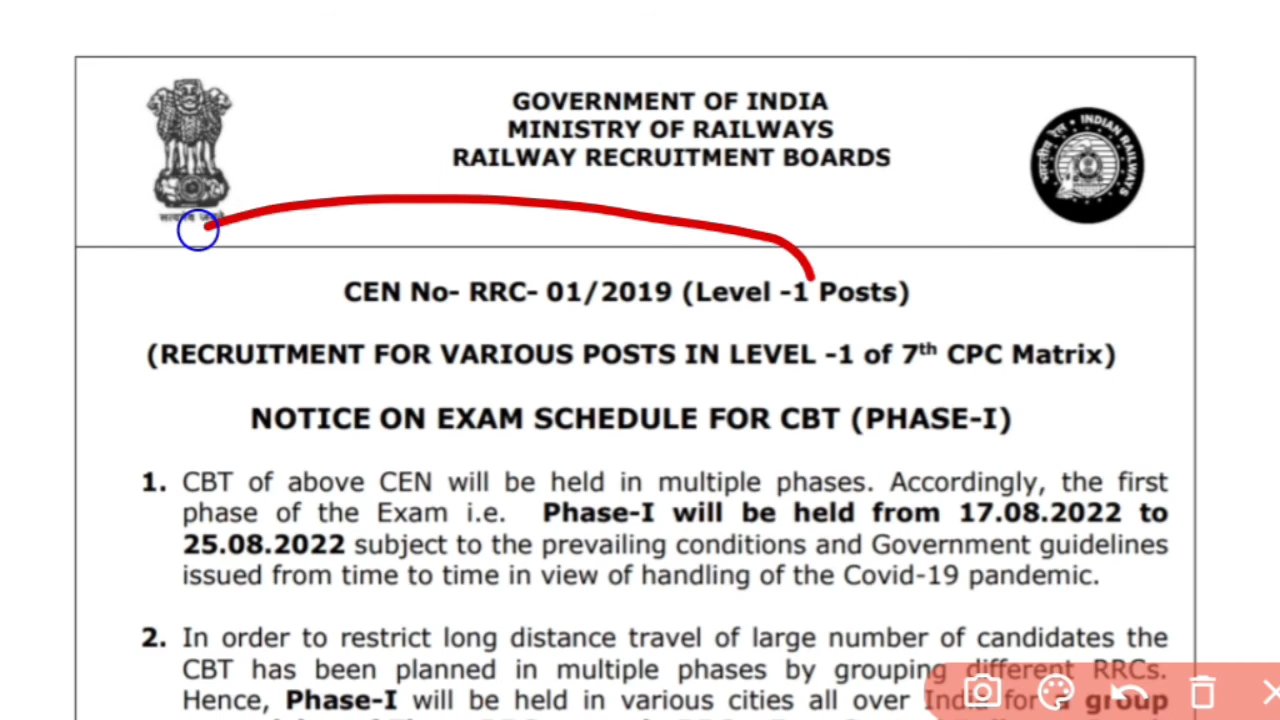 GOVERNMENT OF INDIA
MINISTRY OF RAILWAYS
RAILWAY RECRUITMENT BOARDS
भारतीय रेल • INDIAN RAILWAYS
CEN No- RRC- 01/2019 (Level -1 Posts)
(RECRUITMENT FOR VARIOUS POSTS IN LEVEL -1 of 7th CPC Matrix)
NOTICE ON EXAM SCHEDULE FOR CBT (PHASE-I)
1. CBT of above CEN will be held in multiple phases. Accordingly, the first
phase of the Exam i.e. Phase-I will be held from 17.08.2022 to
25.08.2022 subject to the prevailing conditions and Government guidelines
issued from time to time in view of handling of the Covid-19 pandemic.
2. In order to restrict long distance travel of large number of candidates the
CBT has been planned in multiple phases by grouping different RRCs.
Hence, Phase-I will be held in various cities all over India for a group